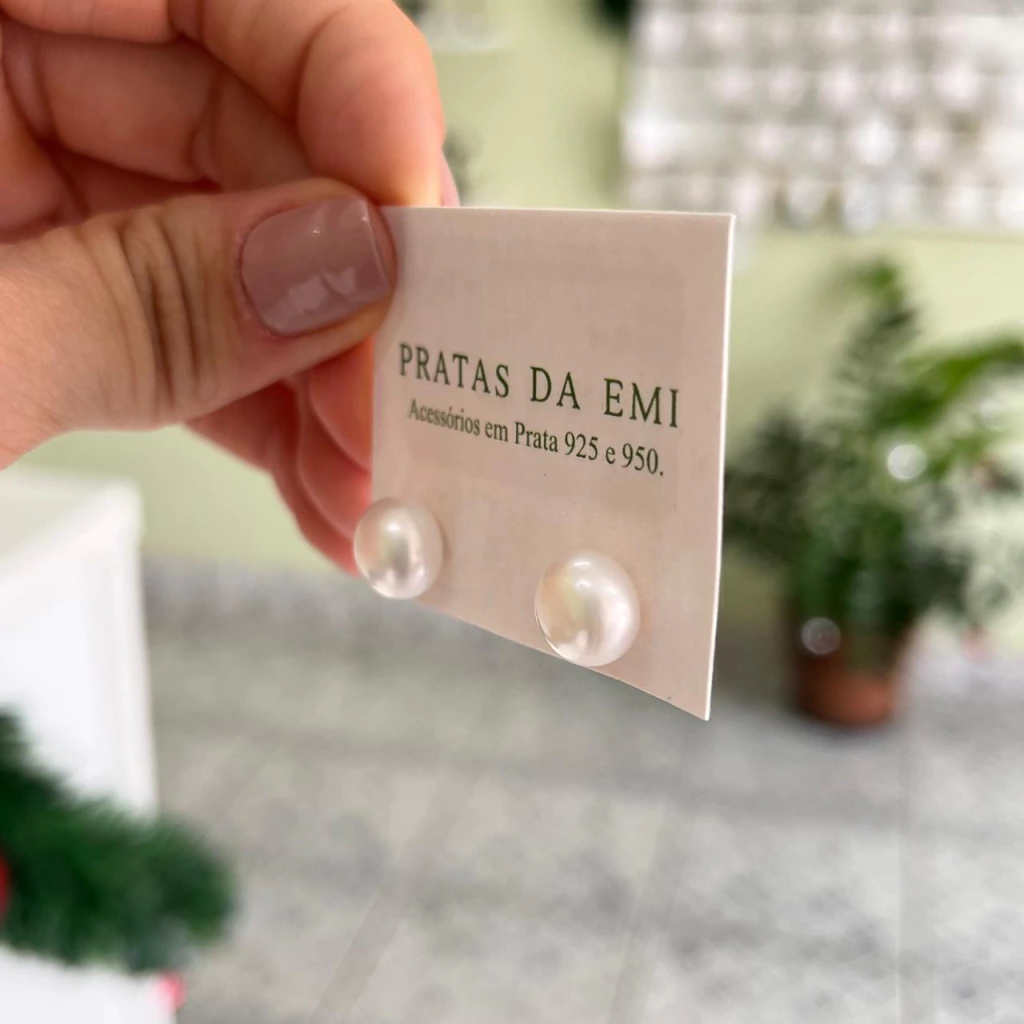 PRATAS DA EMI
Acessórios em Prata 925 e 950.